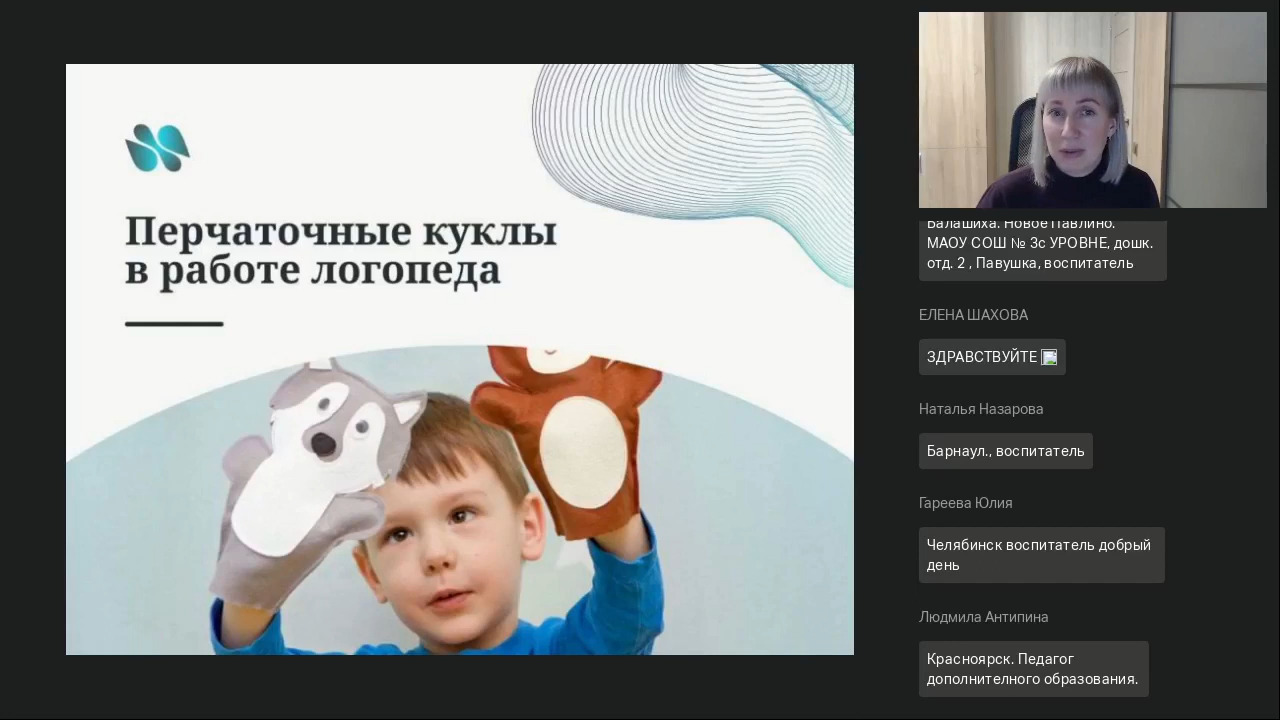 Перчаточные куклы
в работе логопеда
Балашиха. Новое Павлино.
МАОУ СОШ № 3с УРОВНЕ, дошк.
отд. 2 , Павушка, воспитатель
ЕЛЕНА ШАХОВА
ЗДРАВСТВУЙТЕ
Наталья Назарова
Барнаул., воспитатель
Гареева Юлия
Челябинск воспитатель добрый
день
Людмила Антипина
Красноярск. Педагог
дополнителного образования.